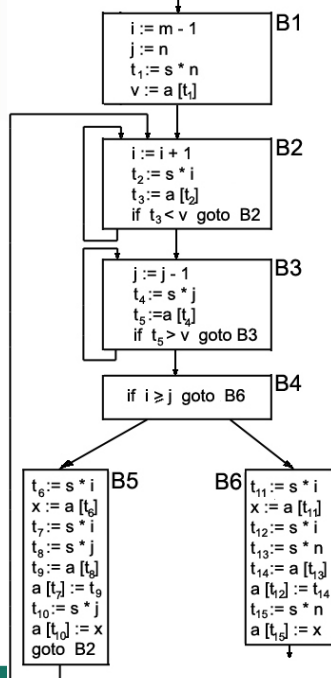 B1
i := m - 1
j := n
t₁ := s * n
v := a [t₁]
B2
i := i + 1
t₂ := s * i
t₃ := a [t₂]
if t₃ < v goto B2
B3
j := j - 1
t₄ := s * j
t₅ := a [t₄]
if t₅ > v goto B3
B4
if i ⩾ j goto B6
B5
t₆ := s * i
x := a [t₆]
t₇ := s * i
t₈ := s * j
t₉ := a [t₈]
a [t₇] := t₉
t₁₀ := s * j
a [t₁₀] := x
goto B2
B6
t₁₁ := s * i
x := a [t₁₁]
t₁₂ := s * i
t₁₃ := s * n
t₁₄ := a [t₁₃]
a [t₁₂] := t₁₄
t₁₅ := s * n
a [t₁₅] := x